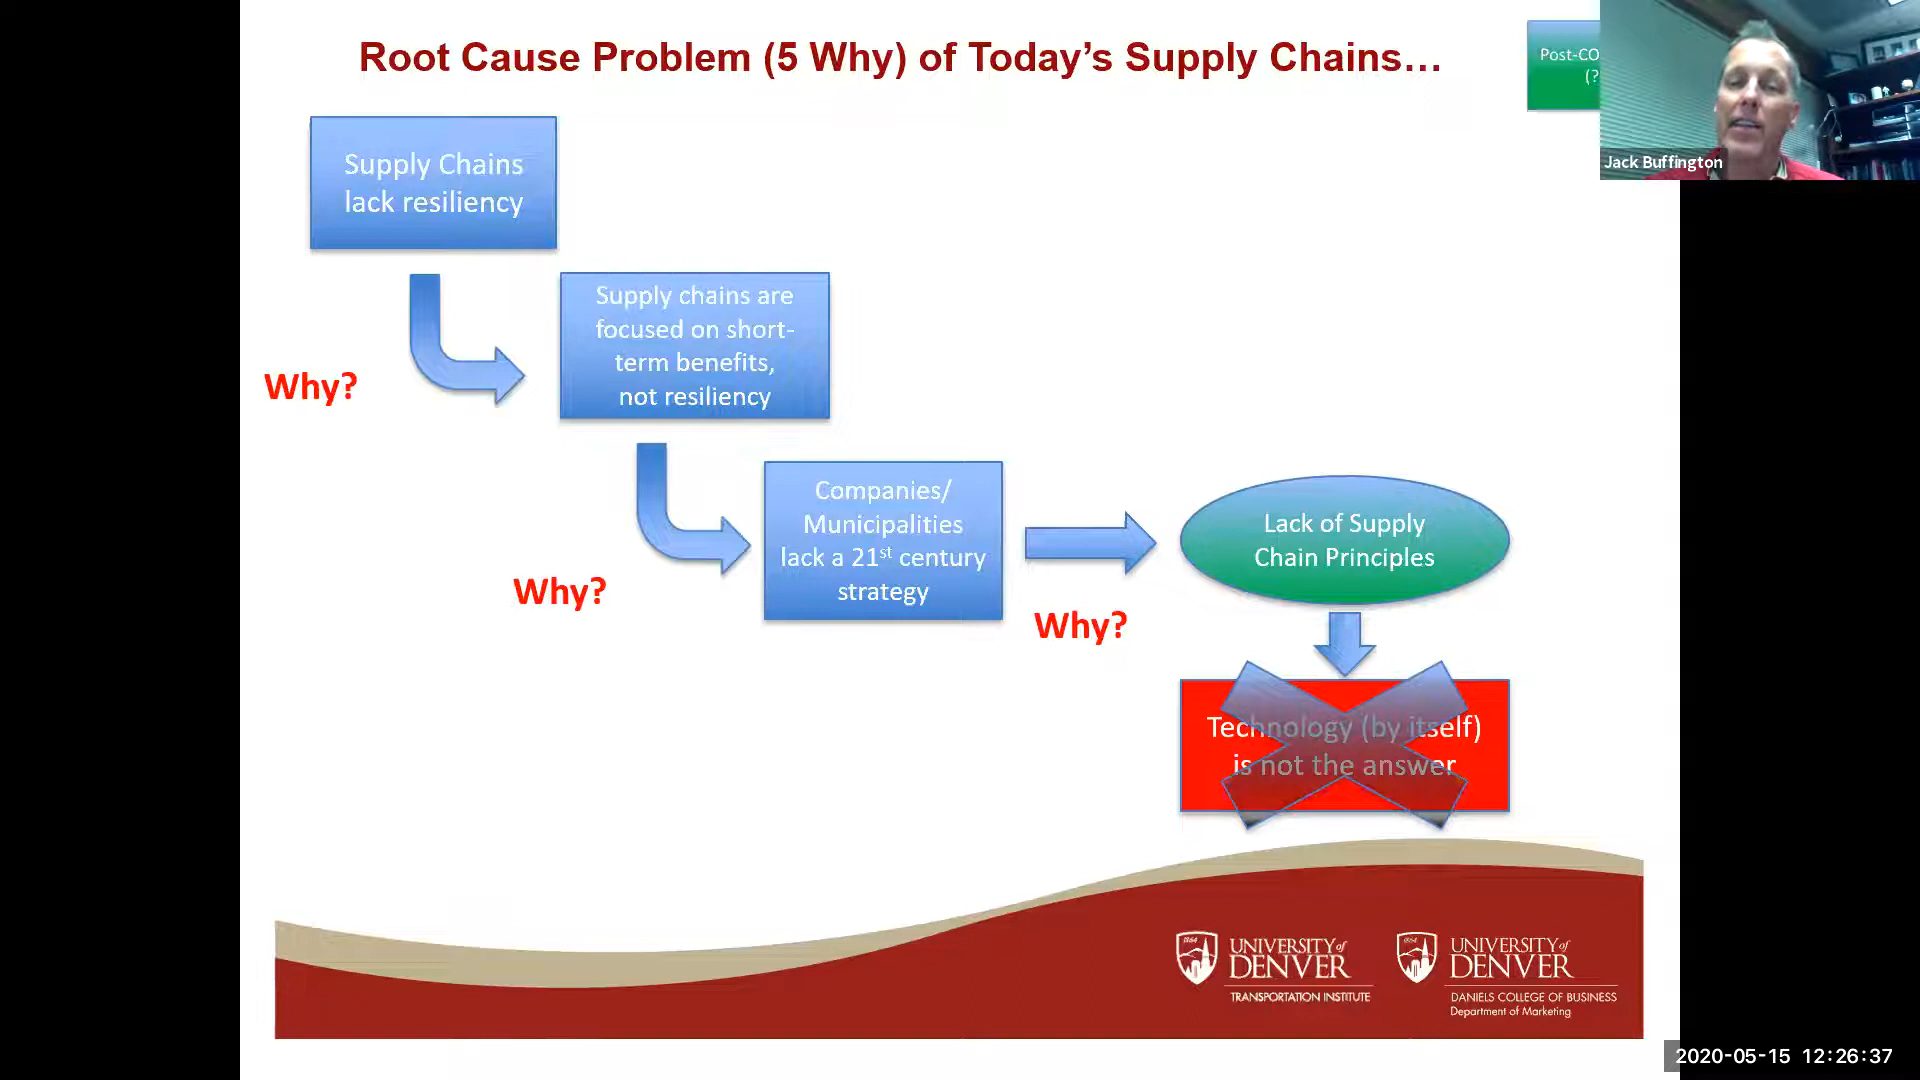 Root Cause Problem (5 Why) of Today’s Supply Chains…
Post-CO
(?
Jack Buffington
Supply Chains
lack resiliency
Why?
Supply chains are
focused on short-
term benefits,
not resiliency
Why?
Companies/
Municipalities
lack a 21st century
strategy
Why?
Lack of Supply
Chain Principles
Technology (by itself)
is not the answer
1864
UNIVERSITY of
DENVER
TRANSPORTATION INSTITUTE
1864
UNIVERSITY of
DENVER
DANIELS COLLEGE OF BUSINESS
Department of Marketing
2020-05-15 12:26:37